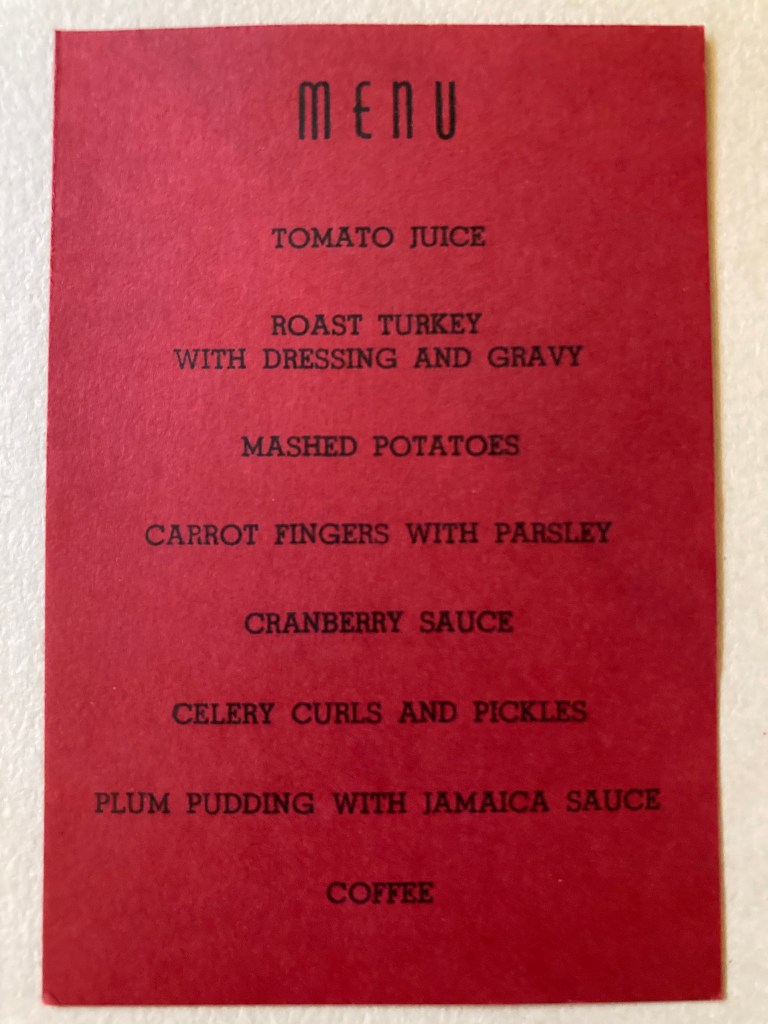 MENU
TOMATO JUICE
ROAST TURKEY
WITH DRESSING AND GRAVY
MASHED POTATOES
CARROT FINGERS WITH PARSLEY
CRANBERRY SAUCE
CELERY CURLS AND PICKLES
PLUM PUDDING WITH JAMAICA SAUCE
COFFEE